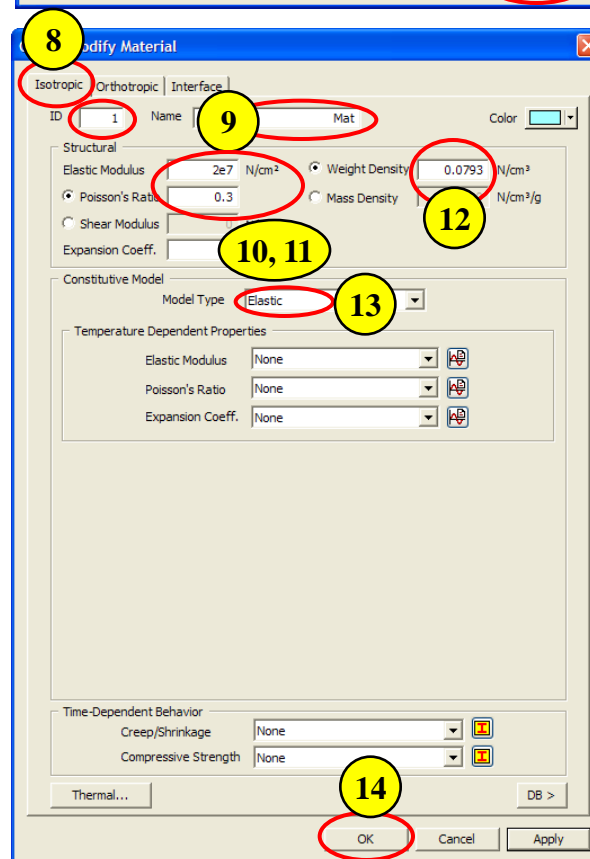 8
odify Material
Isotropic Orthotropic Interface
ID 1 Name 9 Mat Color
Structural
Elastic Modulus 2e7 N/cm² Weight Density 0.0793 N/cm³
Poisson's Ratio 0.3 Mass Density N/cm³/g
Shear Modulus 0 12
Expansion Coeff. 10, 11
Constitutive Model
Model Type Elastic 13
Temperature Dependent Properties
Elastic Modulus None
Poisson's Ratio None
Expansion Coeff. None
Time-Dependent Behavior
Creep/Shrinkage None
Compressive Strength None
Thermal... 14 DB >
OK Cancel Apply